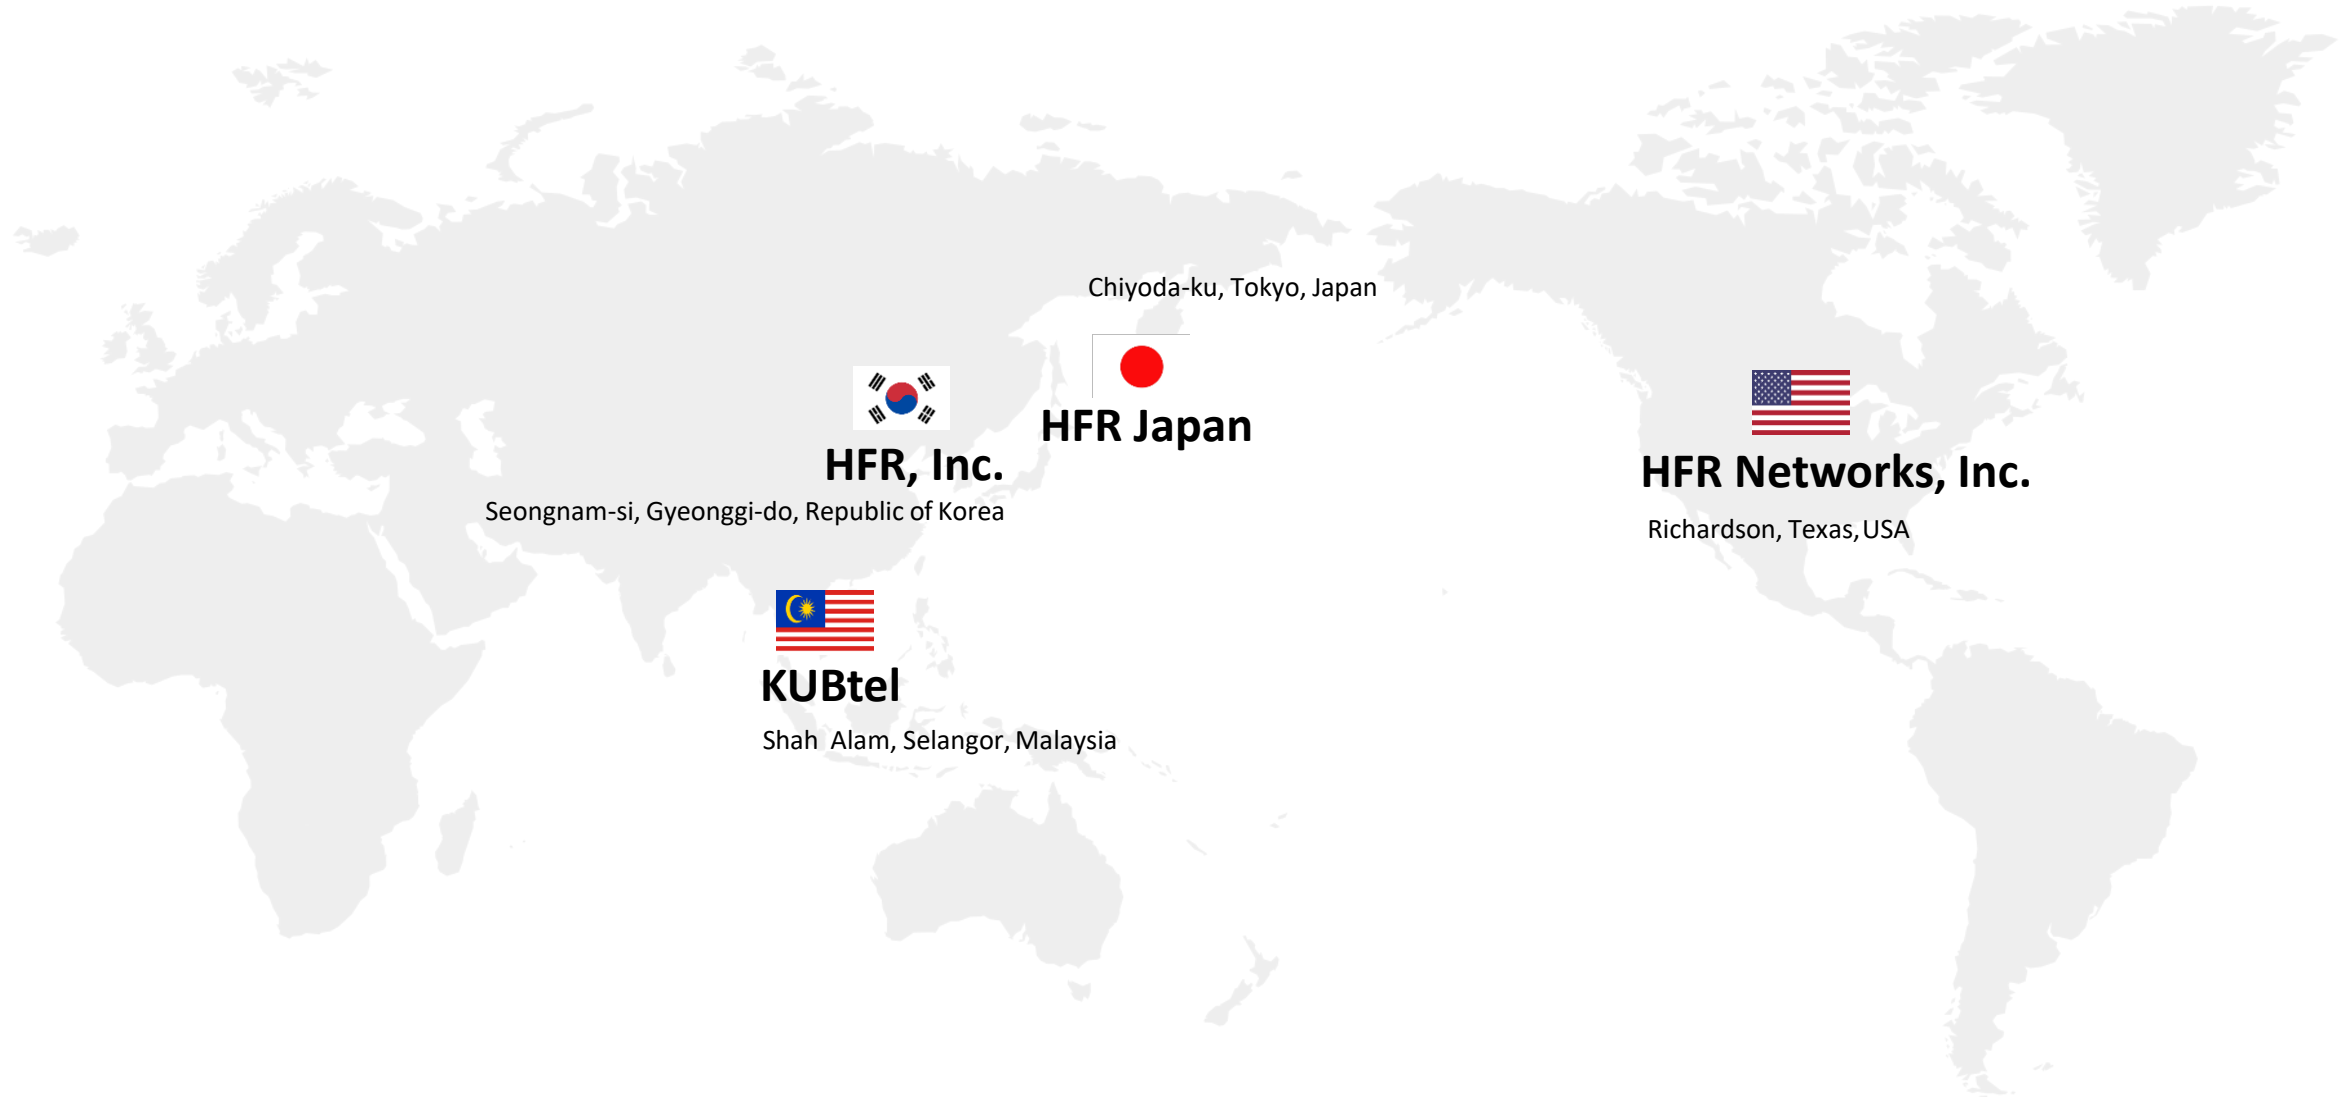 Chiyoda-ku, Tokyo, Japan
HFR Japan
HFR, Inc.
Seongnam-si, Gyeonggi-do, Republic of Korea
HFR Networks, Inc.
Richardson, Texas, USA
KUBtel
Shah Alam, Selangor, Malaysia